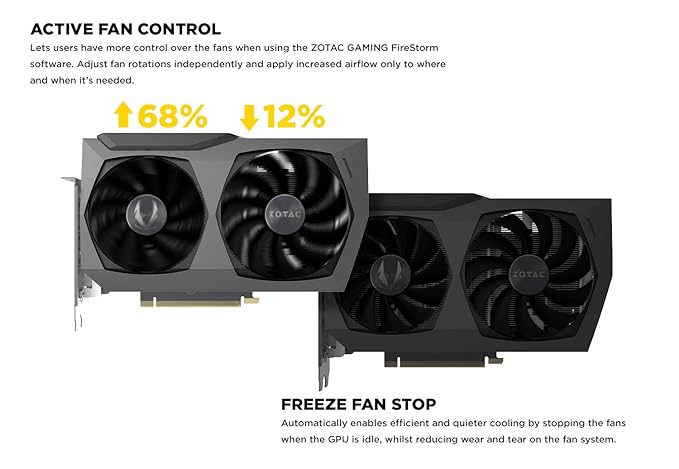 ACTIVE FAN CONTROL
Lets users have more control over the fans when using the ZOTAC GAMING FireStorm
software. Adjust fan rotations independently and apply increased airflow only to where
and when it's needed.
68% 12%
ZOTAC
ZOTAC
FREEZE FAN STOP
Automatically enables efficient and quieter cooling by stopping the fans
when the GPU is idle, whilst reducing wear and tear on the fan system.